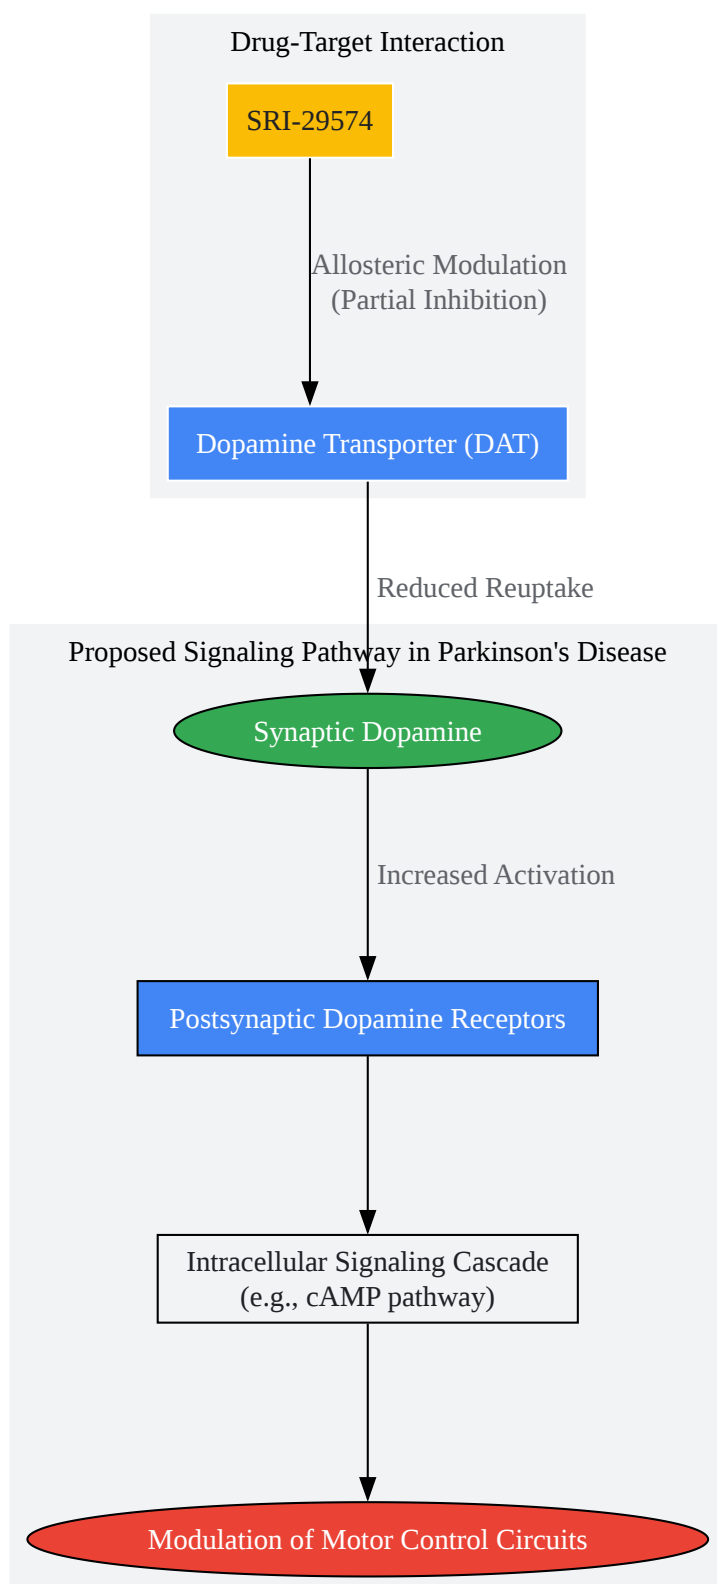 Drug-Target Interaction
SRI-29574
Allosteric Modulation
(Partial Inhibition)
Dopamine Transporter (DAT)
Reduced Reuptake
Proposed Signaling Pathway in Parkinson's Disease
Synaptic Dopamine
Increased Activation
Postsynaptic Dopamine Receptors
Intracellular Signaling Cascade
(e.g., cAMP pathway)
Modulation of Motor Control Circuits